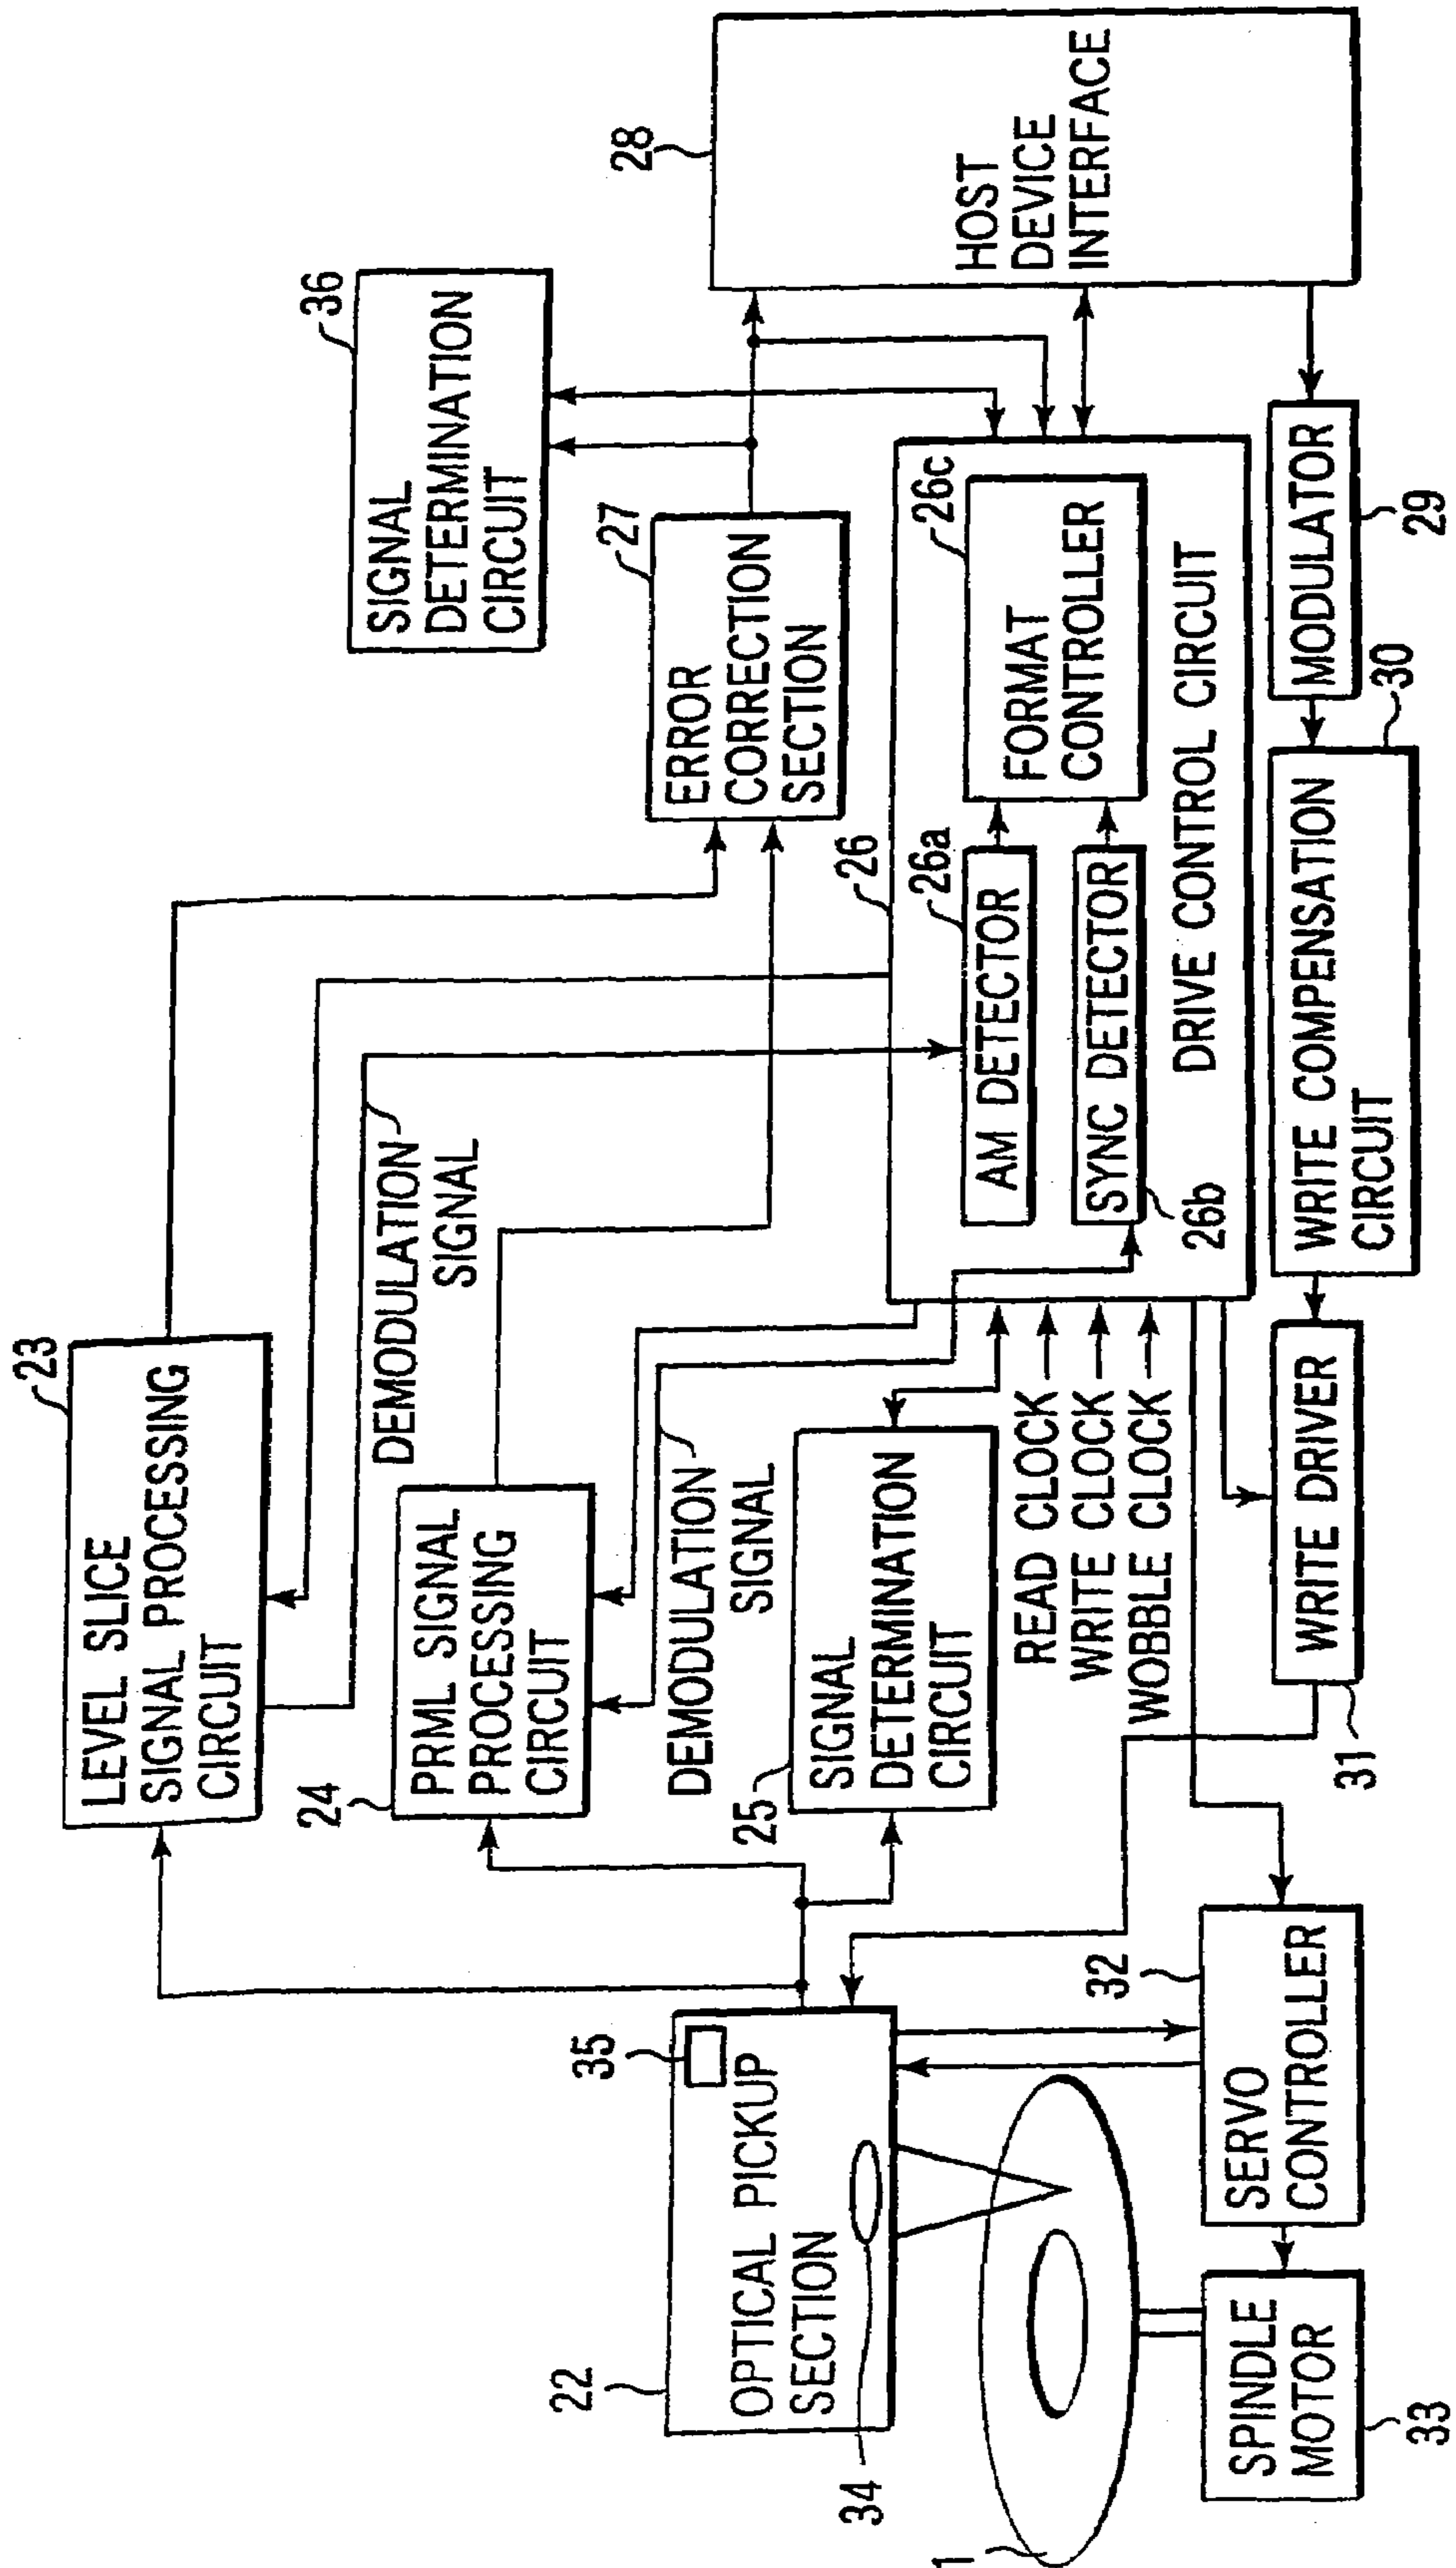 23
LEVEL SLICE
SIGNAL PROCESSING
CIRCUIT
DEMODULATION
SIGNAL
36
SIGNAL
DETERMINATION
CIRCUIT
24
PRML SIGNAL
PROCESSING
CIRCUIT
27
ERROR
CORRECTION
SECTION
28
HOST
DEVICE
INTERFACE
DEMODULATION
SIGNAL
22
35
OPTICAL PICKUP
SECTION
34
25
SIGNAL
DETERMINATION
CIRCUIT
READ CLOCK
WRITE CLOCK
WOBBLE CLOCK
26
26a
AM DETECTOR
SYNC DETECTOR
26b
26c
FORMAT
CONTROLLER
DRIVE CONTROL CIRCUIT
1
32
SERVO
CONTROLLER
SPINDLE
MOTOR
33
WRITE DRIVER
31
WRITE COMPENSATION
CIRCUIT
30
MODULATOR
29